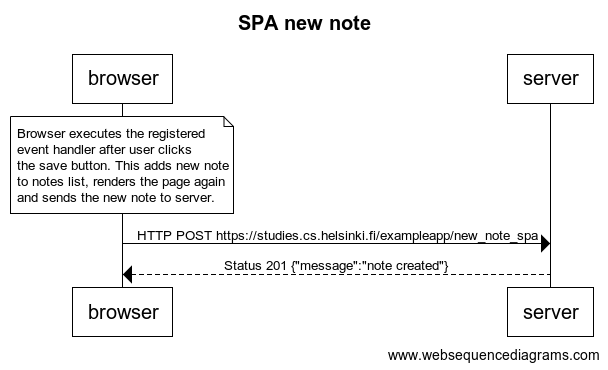 SPA new note
browser
server
Browser executes the registered
event handler after user clicks
the save button. This adds new note
to notes list, renders the page again
and sends the new note to server.
HTTP POST https://studies.cs.helsinki.fi/exampleapp/new_note_spa
Status 201 {"message":"note created"}
browser
server
www.websequencediagrams.com